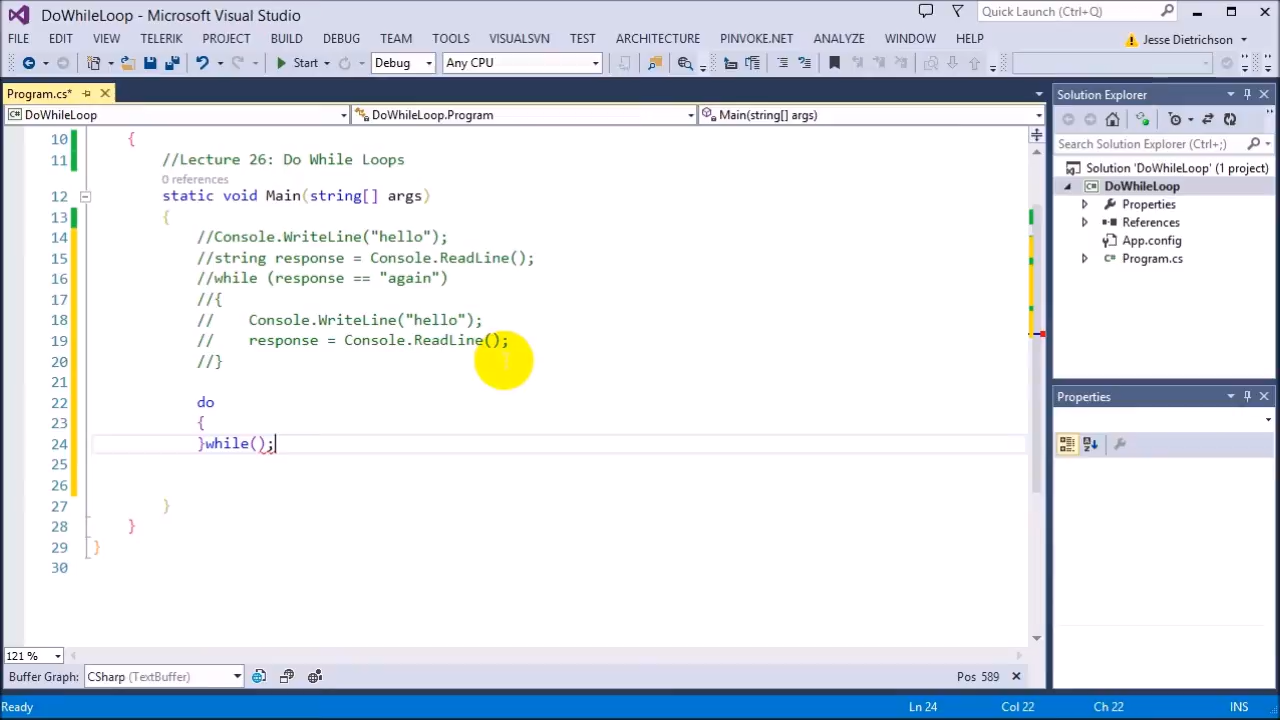 DoWhileLoop - Microsoft Visual Studio
Quick Launch (Ctrl+Q)
FILE EDIT VIEW TELERIK PROJECT BUILD DEBUG TEAM TOOLS VISUALSVN TEST ARCHITECTURE PINVOKE.NET ANALYZE WINDOW HELP Jesse Dietrichson
Start Debug Any CPU
Program.cs*
DoWhileLoop DoWhileLoop.Program Main(string[] args)
10 {
11 //Lecture 26: Do While Loops
0 references
12 static void Main(string[] args)
13 {
14 //Console.WriteLine("hello");
15 //string response = Console.ReadLine();
16 //while (response == "again")
17 //{
18 // Console.WriteLine("hello");
19 // response = Console.ReadLine();
20 //}
21
22 do
23 {
24 }while();
25
26
27 }
28 }
29 }
30
121 %
Buffer Graph: CSharp (TextBuffer) Pos 589
Solution Explorer
Search Solution Explorer (Ctrl+;)
Solution 'DoWhileLoop' (1 project)
DoWhileLoop
Properties
References
App.config
Program.cs
Properties
Ready Ln 24 Col 22 Ch 22 INS